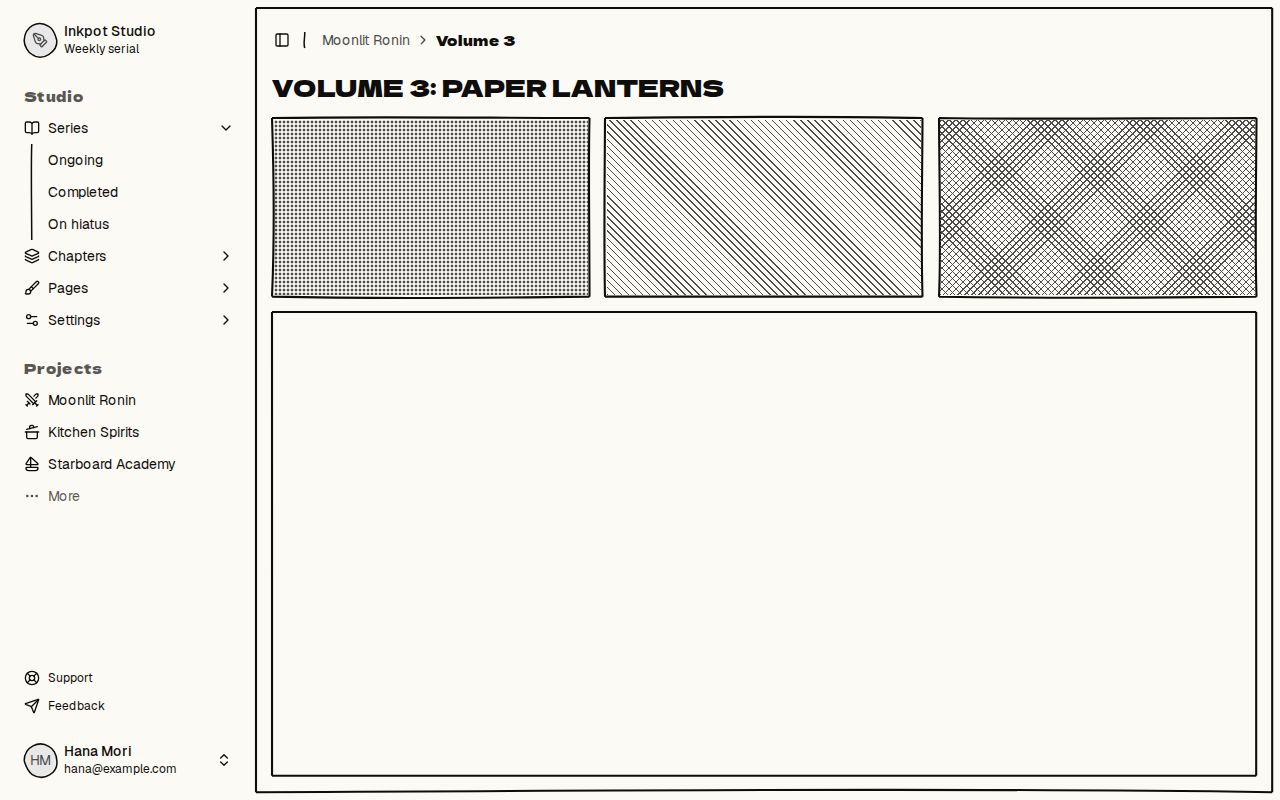 Inkpot Studio
Weekly serial
Studio
Series
Ongoing
Completed
On hiatus
Chapters
Pages
Settings
Projects
Moonlit Ronin
Kitchen Spirits
Starboard Academy
More
Support
Feedback
HM
Hana Mori
hana@example.com
Moonlit Ronin
Volume 3
VOLUME 3: PAPER LANTERNS